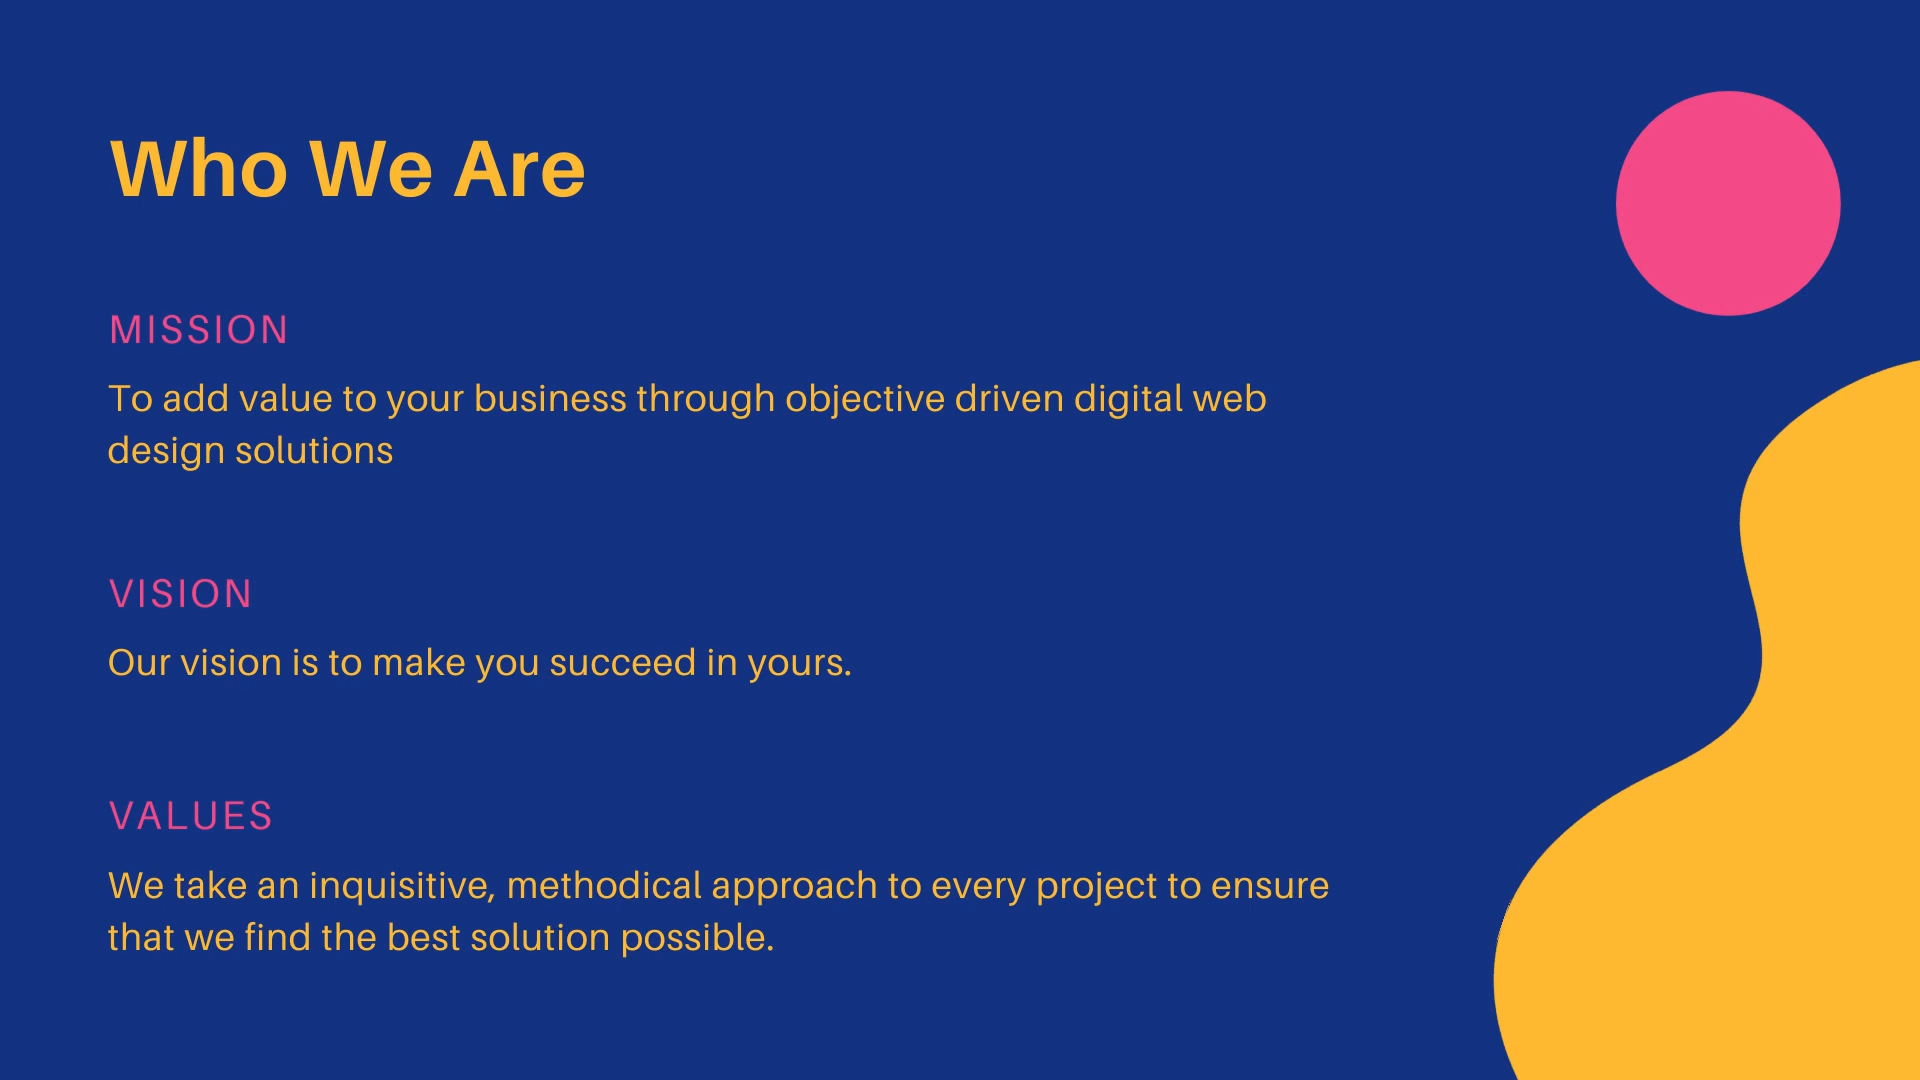 Who We Are
MISSION
To add value to your business through objective driven digital web
design solutions
VISION
Our vision is to make you succeed in yours.
VALUES
We take an inquisitive, methodical approach to every project to ensure
that we find the best solution possible.